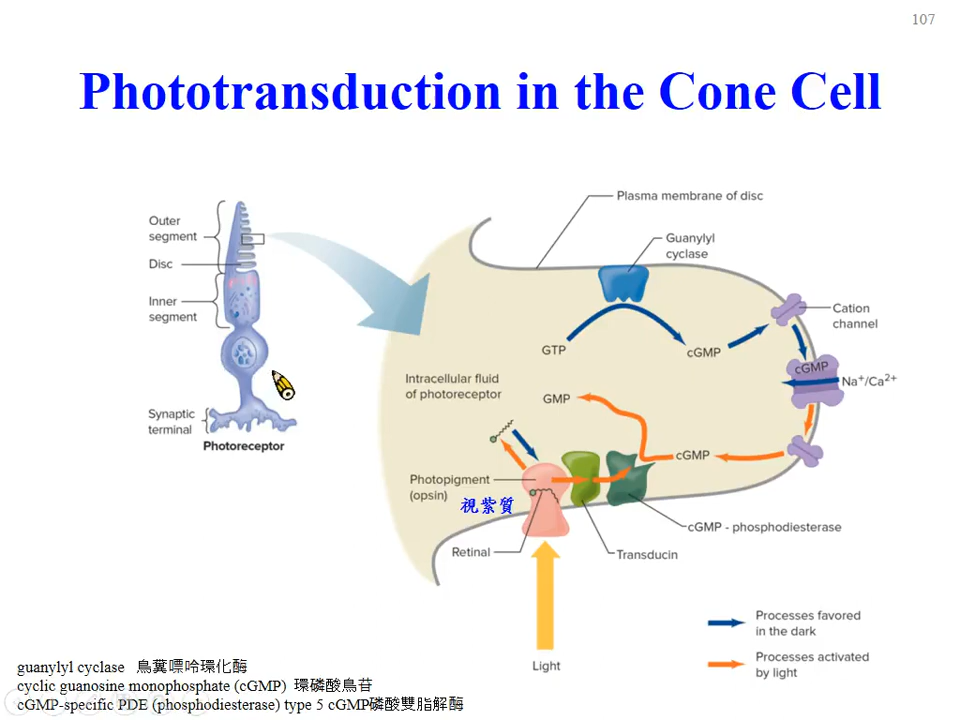 107
Phototransduction in the Cone Cell
Outer
segment
Disc
Inner
segment
Synaptic
terminal
Photoreceptor
Plasma membrane of disc
Guanylyl
cyclase
Cation
channel
GTP
cGMP
cGMP
Na⁺/Ca²⁺
Intracellular fluid
of photoreceptor
GMP
cGMP
Photopigment
(opsin)
視紫質
Retinal
cGMP - phosphodiesterase
Transducin
Light
Processes favored
in the dark
Processes activated
by light
guanylyl cyclase 鳥糞嘌呤環化酶
cyclic guanosine monophosphate (cGMP) 環磷酸鳥苷
cGMP-specific PDE (phosphodiesterase) type 5 cGMP磷酸雙脂解酶